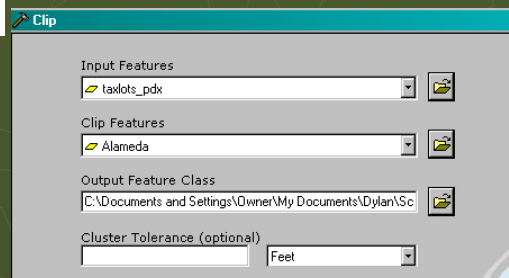 Clip
Input Features
taxlots_pdx
Clip Features
Alameda
Output Feature Class
C:\Documents and Settings\Owner\My Documents\Dylan\Sc
Cluster Tolerance (optional)
Feet